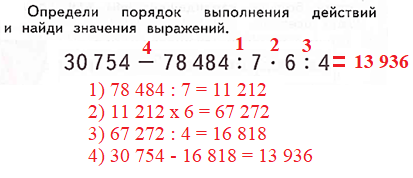 Определи порядок выполнения действий
и найди значения выражений.
4 1 2 3
30 754 — 78 484 : 7 · 6 : 4 = 13 936
1) 78 484 : 7 = 11 212
2) 11 212 х 6 = 67 272
3) 67 272 : 4 = 16 818
4) 30 754 - 16 818 = 13 936